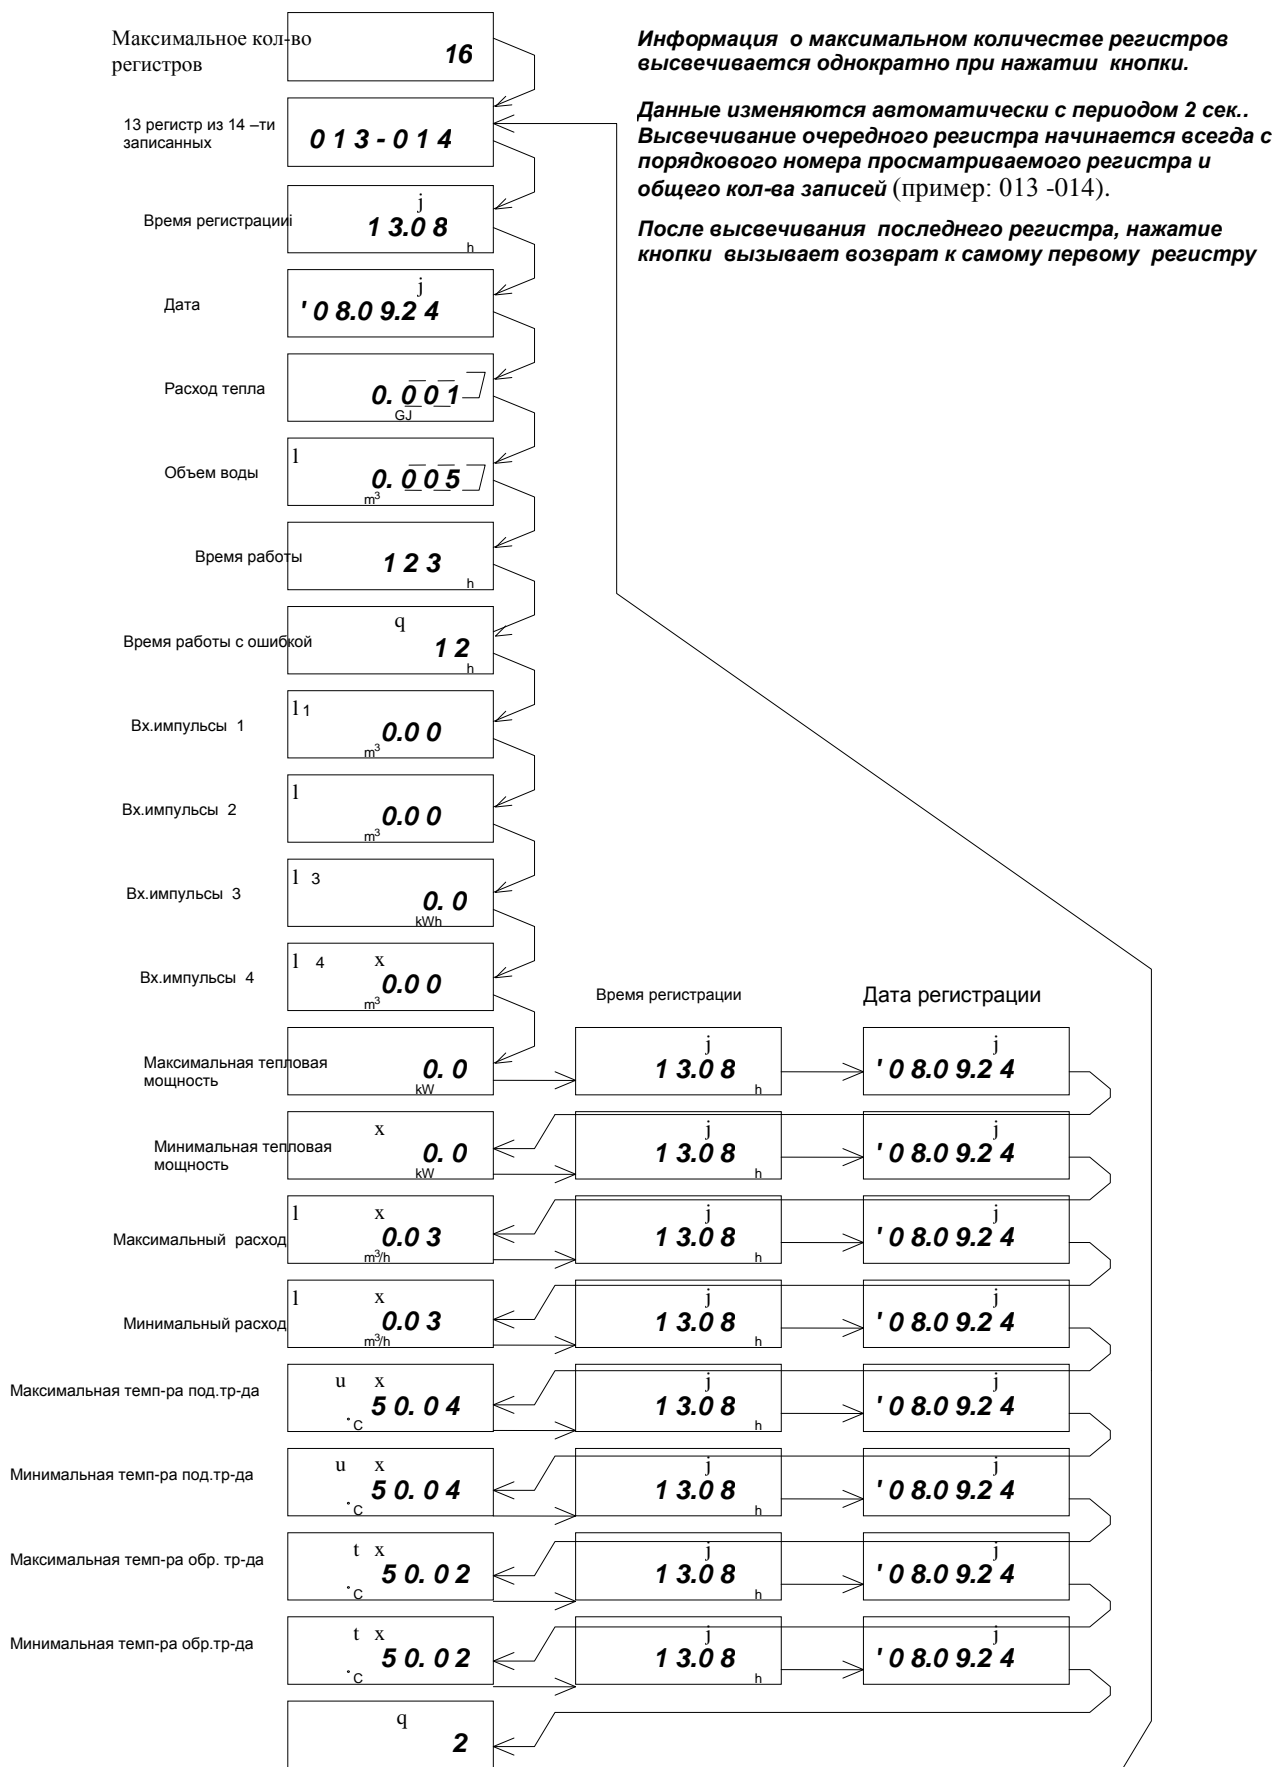 Максимальное кол-во
регистров
16
Информация о максимальном количестве регистров
высвечивается однократно при нажатии кнопки.
13 регистр из 14 –ти
записанных
0 1 3 - 0 1 4
Данные изменяются автоматически с периодом 2 сек..
Высвечивание очередного регистра начинается всегда с
порядкового номера просматриваемого регистра и
общего кол-ва записей (пример: 013 -014).
После высвечивания последнего регистра, нажатие
кнопки вызывает возврат к самому первому регистру
Время регистрацииi
j
1 3.0 8
h
Дата
j
' 0 8.0 9.2 4
Расход тепла
0. 0 0 1
GJ
Объем воды
l
0. 0 0 5
m³
Время работы
1 2 3
h
Время работы с ошибкой
q
1 2
h
Вх.импульсы 1
l 1
0.0 0
m³
Вх.импульсы 2
l
0.0 0
m³
Вх.импульсы 3
l 3
0. 0
kWh
Вх.импульсы 4
l 4 x
0.0 0
m³
Время регистрации
Дата регистрации
Максимальная тепловая
мощность
0. 0
kW
j
1 3.0 8
h
j
' 0 8.0 9.2 4
Минимальная тепловая
мощность
x
0. 0
kW
j
1 3.0 8
h
j
' 0 8.0 9.2 4
Максимальный расход
l x
0.0 3
m³/h
j
1 3.0 8
h
j
' 0 8.0 9.2 4
Минимальный расход
l x
0.0 3
m³/h
j
1 3.0 8
h
j
' 0 8.0 9.2 4
Максимальная темп-ра под.тр-да
u x
5 0. 0 4
°C
j
1 3.0 8
h
j
' 0 8.0 9.2 4
Минимальная темп-ра под.тр-да
u x
5 0. 0 4
°C
j
1 3.0 8
h
j
' 0 8.0 9.2 4
Максимальная темп-ра обр. тр-да
t x
5 0. 0 2
°C
j
1 3.0 8
h
j
' 0 8.0 9.2 4
Минимальная темп-ра обр.тр-да
t x
5 0. 0 2
°C
j
1 3.0 8
h
j
' 0 8.0 9.2 4
q
2